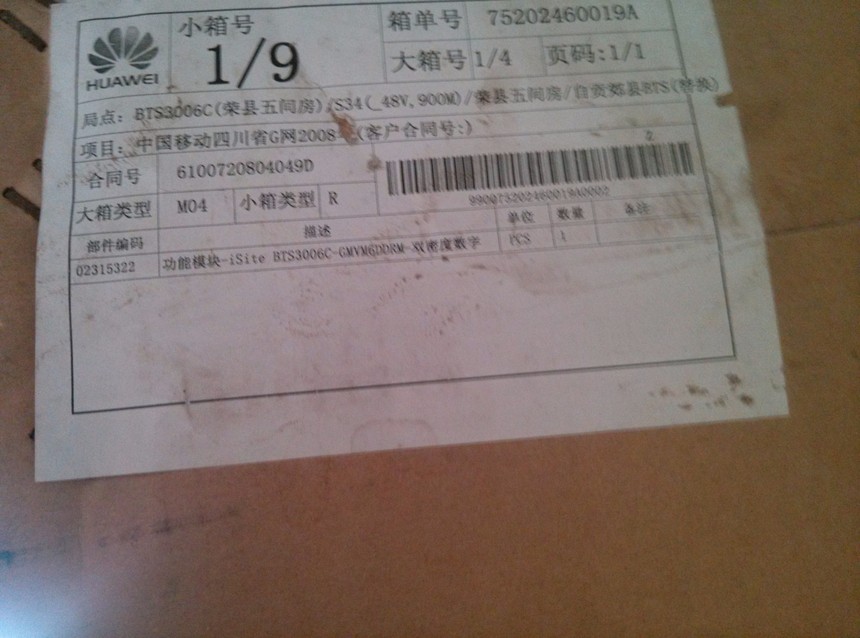 HUAWEI
小箱号
1/9
箱单号 75202460019A
大箱号 1/4 页码:1/1
局点: BTS3006C(荣县五间房)/S34(_48V,900M)/荣县五间房/自贡郊县BTS(替换)
项目: 中国移动四川省G网2008 (客户合同号:)
合同号 6100720804049D
2
大箱类型 M04 小箱类型 R
部件编码 描述 单位 数量 备注
02315322 功能模块-iSite BTS3006C-GMVM6DDRM-双密度数字 PCS 1